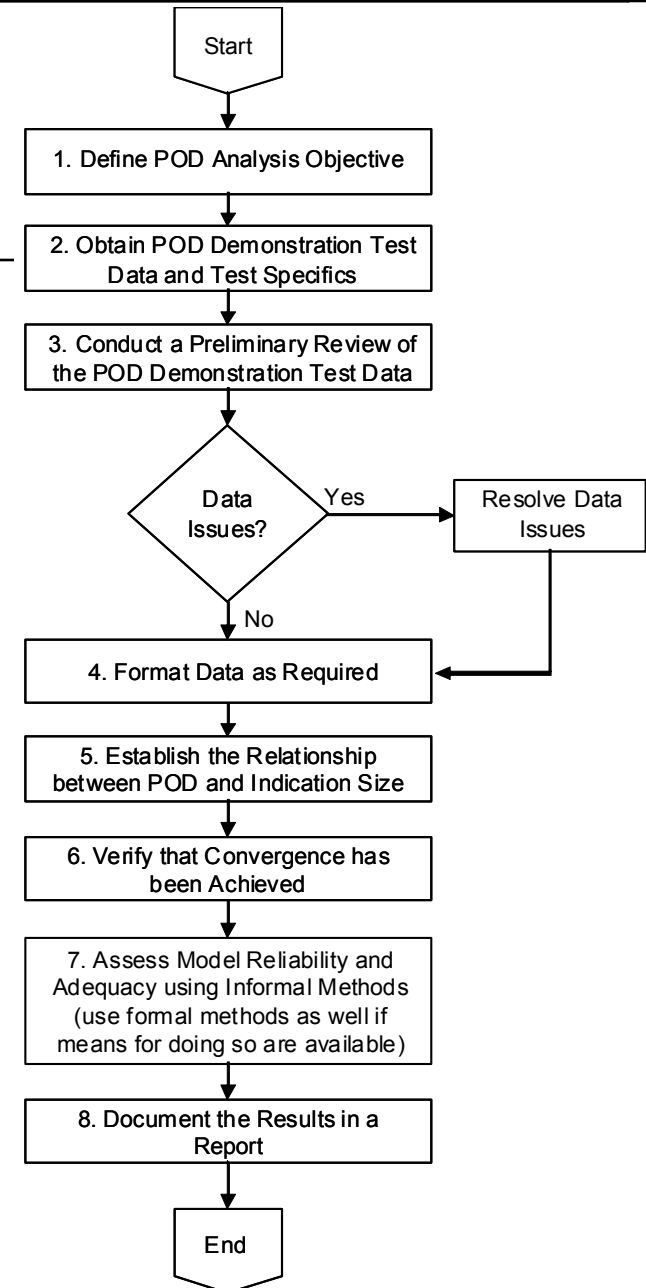 Start
1. Define POD Analysis Objective
2. Obtain POD Demonstration Test
Data and Test Specifics
3. Conduct a Preliminary Review of
the POD Demonstration Test Data
Data
Issues?
Yes
Resolve Data
Issues
No
4. Format Data as Required
5. Establish the Relationship
between POD and Indication Size
6. Verify that Convergence has
been Achieved
7. Assess Model Reliability and
Adequacy using Informal Methods
(use formal methods as well if
means for doing so are available)
8. Document the Results in a
Report
End